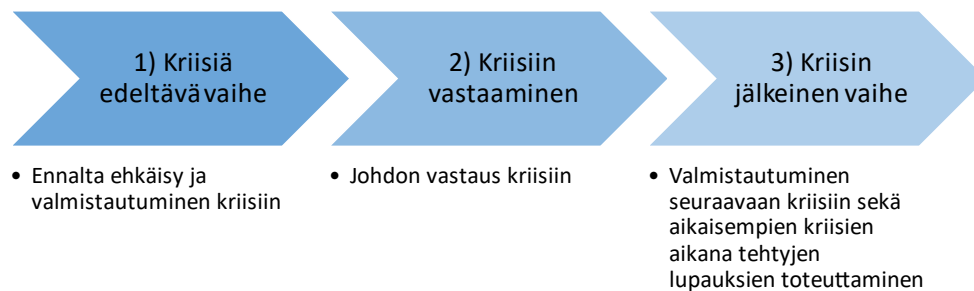 1) Kriisiä
edeltävä vaihe
2) Kriisiin
vastaaminen
3) Kriisin
jälkeinen vaihe
• Ennalta ehkäisy ja
valmistautuminen kriisiin
• Johdon vastaus kriisiin
• Valmistautuminen
seuraavaan kriisiin sekä
aikaisempien kriisien
aikana tehtyjen
lupauksien toteuttaminen